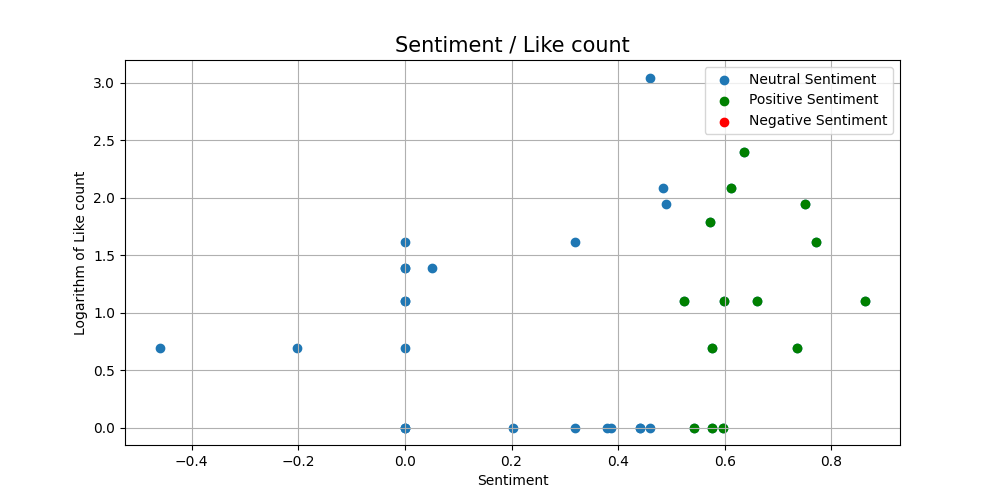 Sentiment / Like count
Neutral Sentiment
Positive Sentiment
Negative Sentiment
Logarithm of Like count
3.0
2.5
2.0
1.5
1.0
0.5
0.0
−0.4 −0.2 0.0 0.2 0.4 0.6 0.8
Sentiment